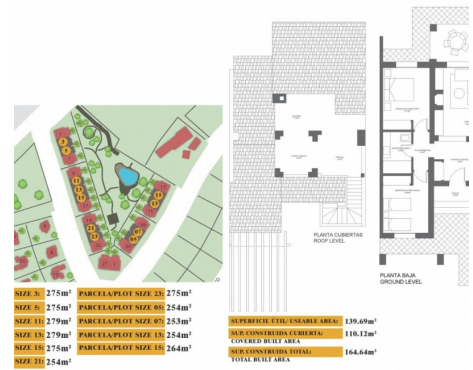 PLANTA CUBIERTAS
ROOF LEVEL
PLANTA BAJA
GROUND LEVEL
SIZE 3: 275m² PARCELA/PLOT SIZE 23: 275m²
SIZE 5: 275m² PARCELA/PLOT SIZE 05: 254m²
SIZE 11: 279m² PARCELA/PLOT SIZE 07: 253m²
SIZE 13: 279m² PARCELA/PLOT SIZE 13: 254m²
SIZE 15: 275m² PARCELA/PLOT SIZE 15: 264m²
SIZE 21: 254m²
SUPERFICIE ÚTIL/ USEABLE AREA: 139.69m²
SUP. CONSTRUIDA CUBIERTA: 110.12m²
COVERED BUILT AREA
SUP. CONSTRUIDA TOTAL: 164.64m²
TOTAL BUILT AREA